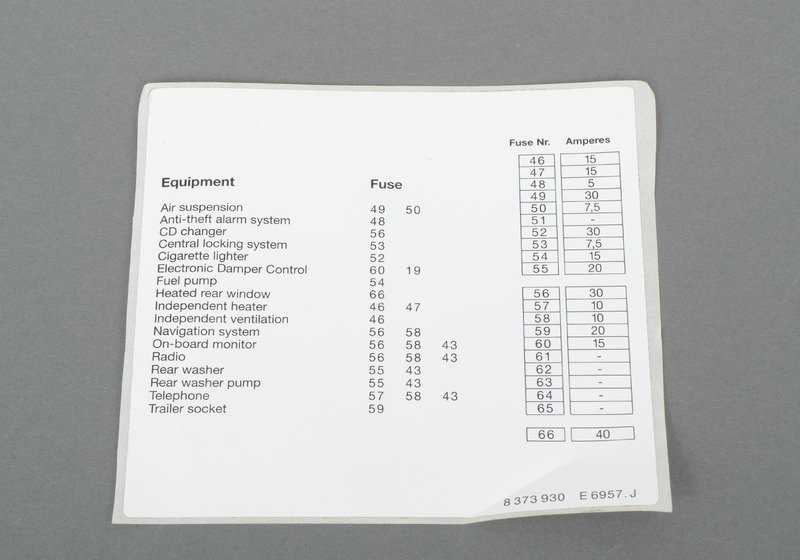 Fuse Nr. Amperes
46 15
47 15
48 5
49 30
50 7,5
51 -
52 30
53 7,5
54 15
55 20
56 30
57 10
58 10
59 20
60 15
61 -
62 -
63 -
64 -
65 -
66 40
Equipment Fuse
Air suspension 49 50
Anti-theft alarm system 48
CD changer 56
Central locking system 53
Cigarette lighter 52
Electronic Damper Control 60 19
Fuel pump 54
Heated rear window 66
Independent heater 46 47
Independent ventilation 46
Navigation system 56 58
On-board monitor 56 58 43
Radio 56 58 43
Rear washer 55 43
Rear washer pump 55 43
Telephone 57 58 43
Trailer socket 59
8 373 930 E 6957. J